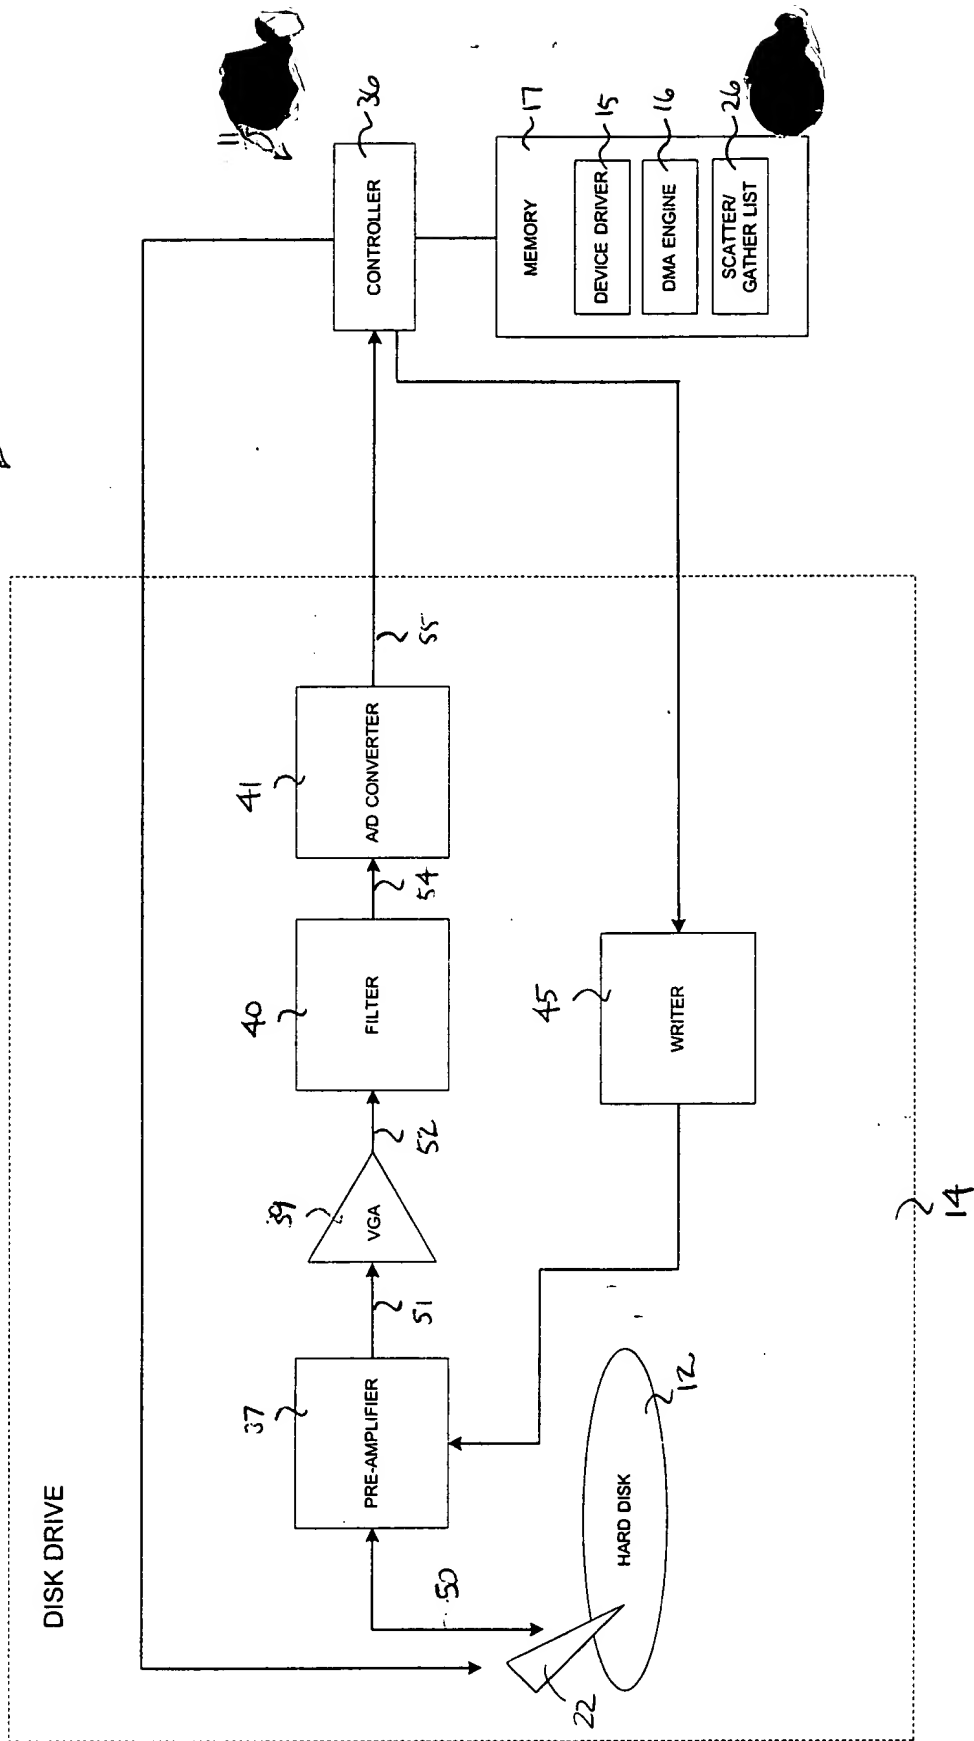 DISK DRIVE
11
CONTROLLER
36
MEMORY
17
DEVICE DRIVER
15
DMA ENGINE
16
SCATTER/
GATHER LIST
26
37
PRE-AMPLIFIER
51
39
VGA
52
40
FILTER
54
41
A/D CONVERTER
55
45
WRITER
50
22
HARD DISK
12
14